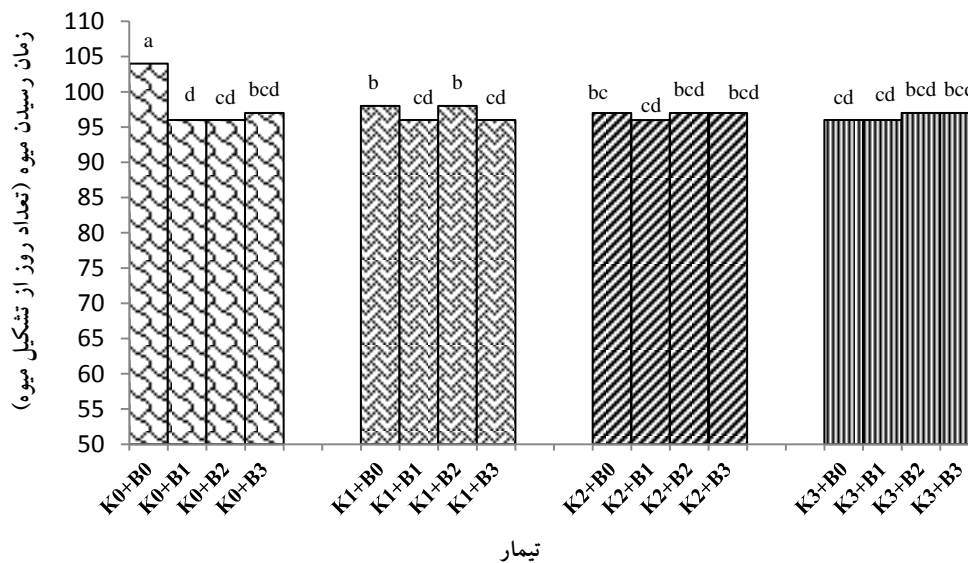 زمان رسیدن میوه (تعداد روز از تشکیل میوه)
110
105
100
95
90
85
80
75
70
65
60
55
50
a
d
cd
bcd
b
cd
b
cd
bc
cd
bcd
bcd
cd
cd
bcd
bcd
K0+B0
K0+B1
K0+B2
K0+B3
K1+B0
K1+B1
K1+B2
K1+B3
K2+B0
K2+B1
K2+B2
K2+B3
K3+B0
K3+B1
K3+B2
K3+B3
تیمار